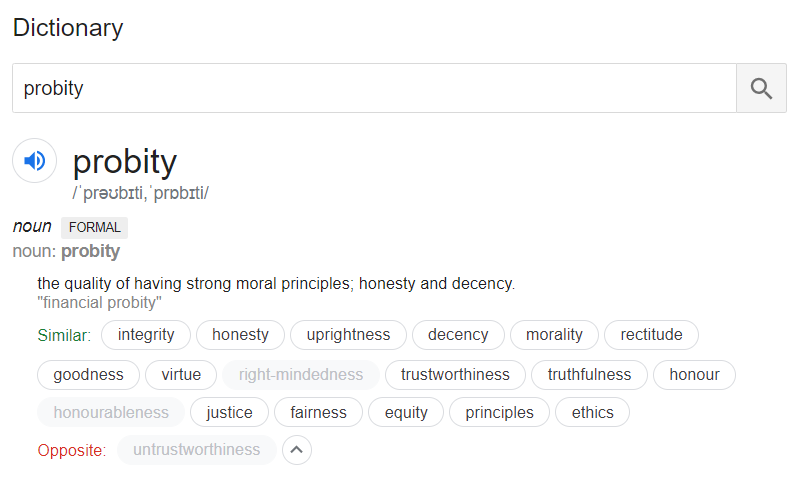 Dictionary
probity
probity
/ˈprəʊbɪti,ˈprɒbɪti/
noun FORMAL
noun: probity
the quality of having strong moral principles; honesty and decency.
"financial probity"
Similar: integrity honesty uprightness decency morality rectitude
goodness virtue right-mindedness trustworthiness truthfulness honour
honourableness justice fairness equity principles ethics
Opposite: untrustworthiness